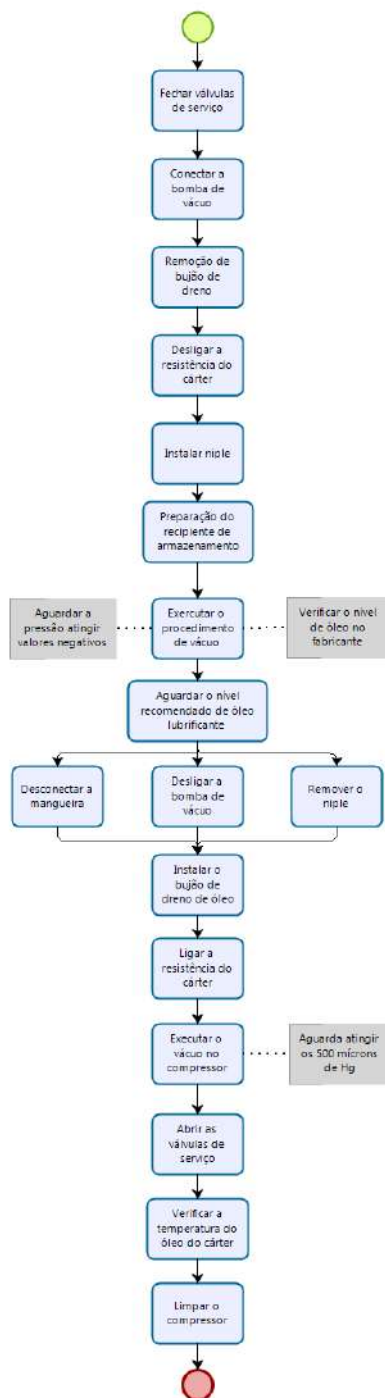 Fechar válvulas
de serviço
Conectar a
bomba de
vácuo
Remoção de
bujão de
dreno
Desligar a
resistência do
cárter
Instalar niple
Preparação do
recipiente de
armazenamento
Aguardar a
pressão atingir
valores negativos
Exercutar o
procedimento
de vácuo
Verificar o nível
de óleo no
fabricante
Aguardar o nível
recomendado de óleo
lubrificante
Desconectar a
mangueira
Desligar a
bomba de
vácuo
Remover o
niple
Instalar o
bujão de
dreno de óleo
Ligar a
resistência do
cárter
Executar o
vácuo no
compressor
Aguarda atingir
os 500 mícrons
de Hg
Abrir as
válvulas de
serviço
Verificar a
temperatura do
óleo do cárter
Limpar o
compressor